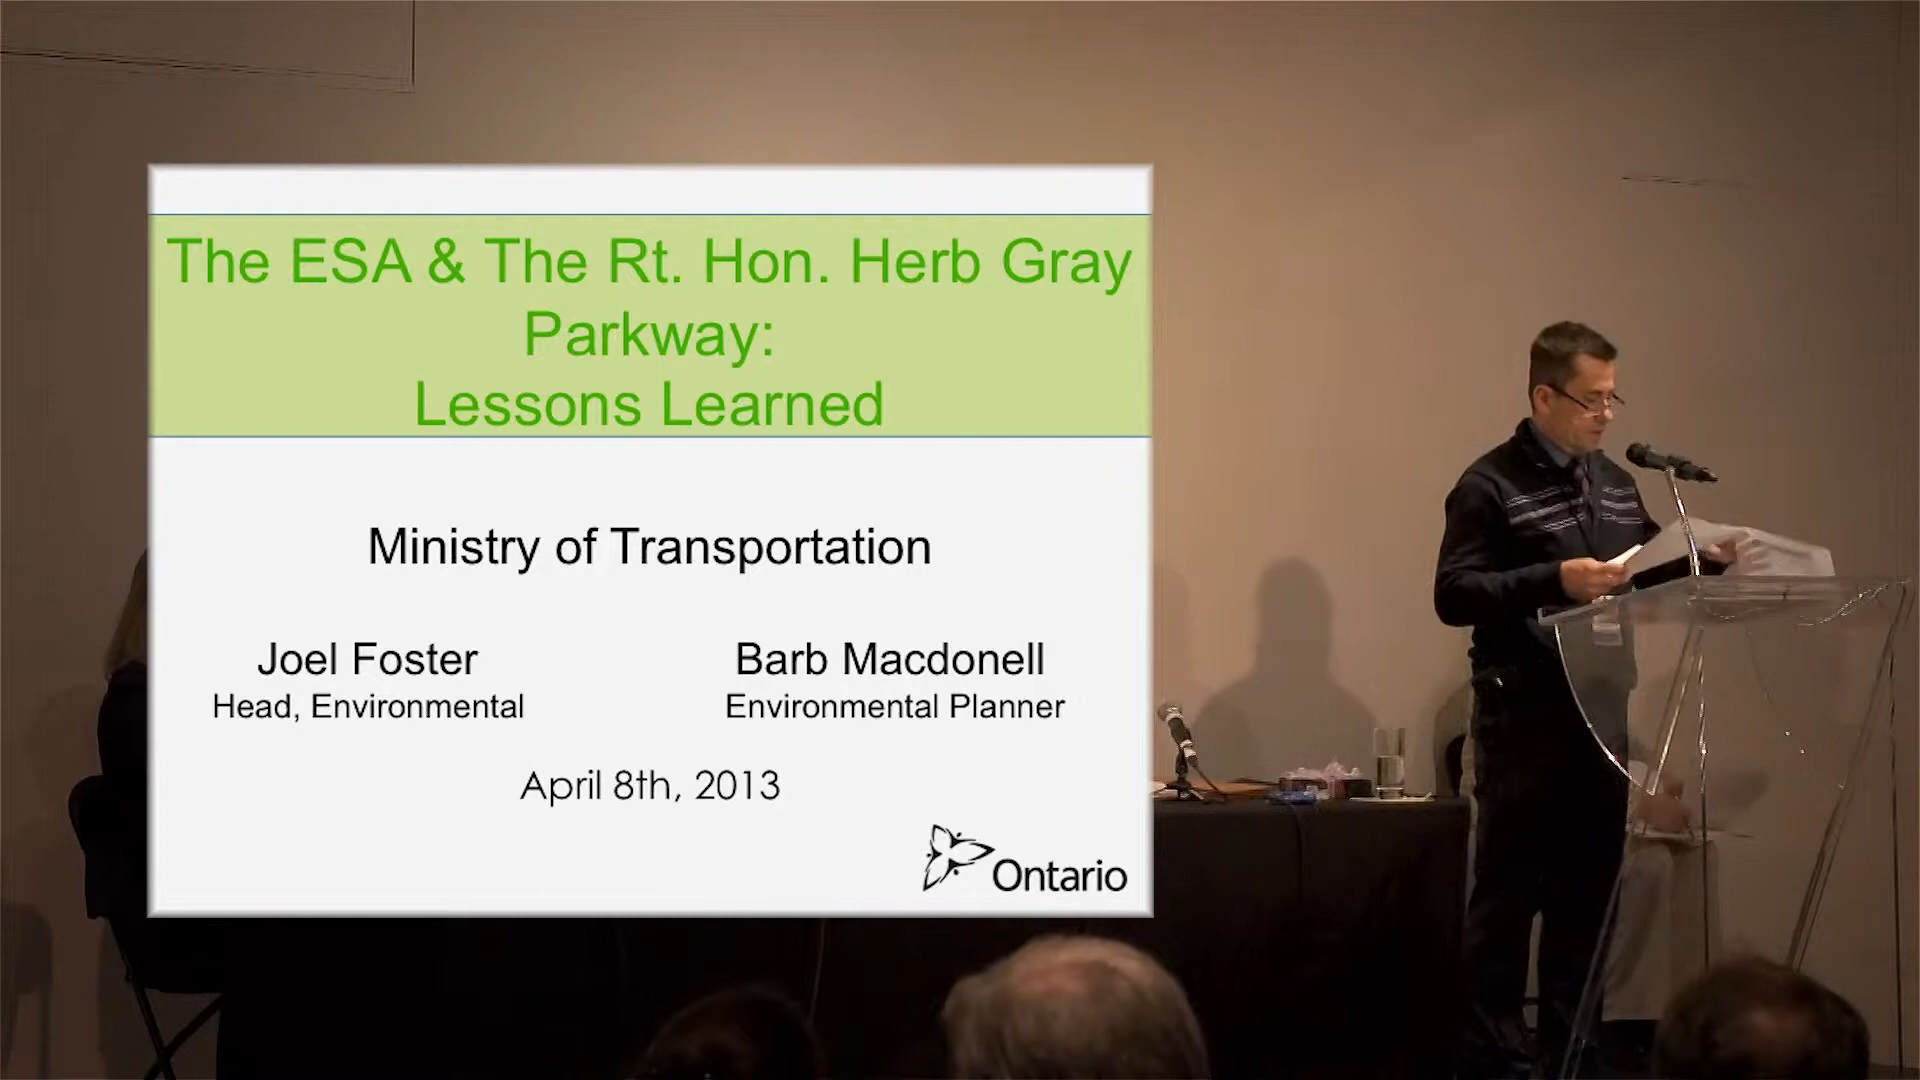 The ESA & The Rt. Hon. Herb Gray
Parkway:
Lessons Learned
Ministry of Transportation
Joel Foster
Head, Environmental
Barb Macdonell
Environmental Planner
April 8th, 2013
Ontario